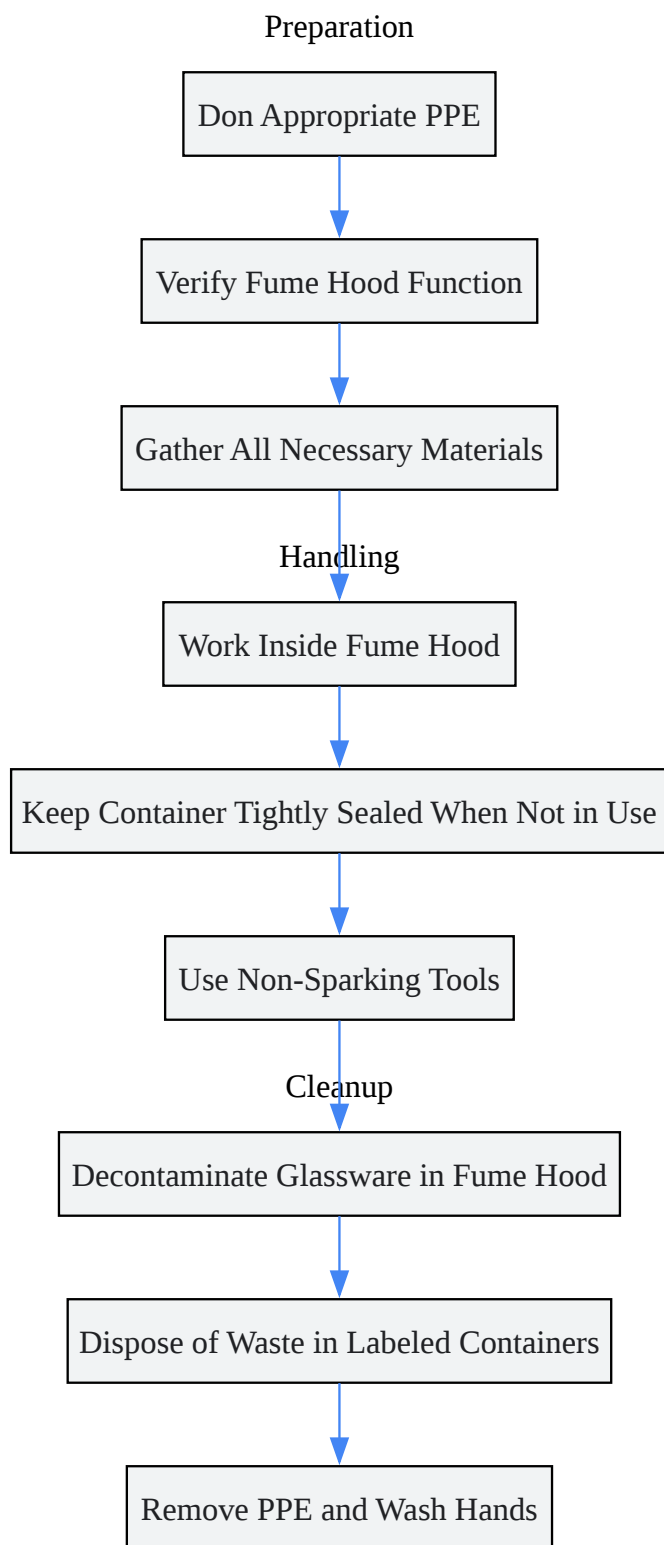 Preparation
Don Appropriate PPE
Verify Fume Hood Function
Gather All Necessary Materials
Handling
Work Inside Fume Hood
Keep Container Tightly Sealed When Not in Use
Use Non-Sparking Tools
Cleanup
Decontaminate Glassware in Fume Hood
Dispose of Waste in Labeled Containers
Remove PPE and Wash Hands